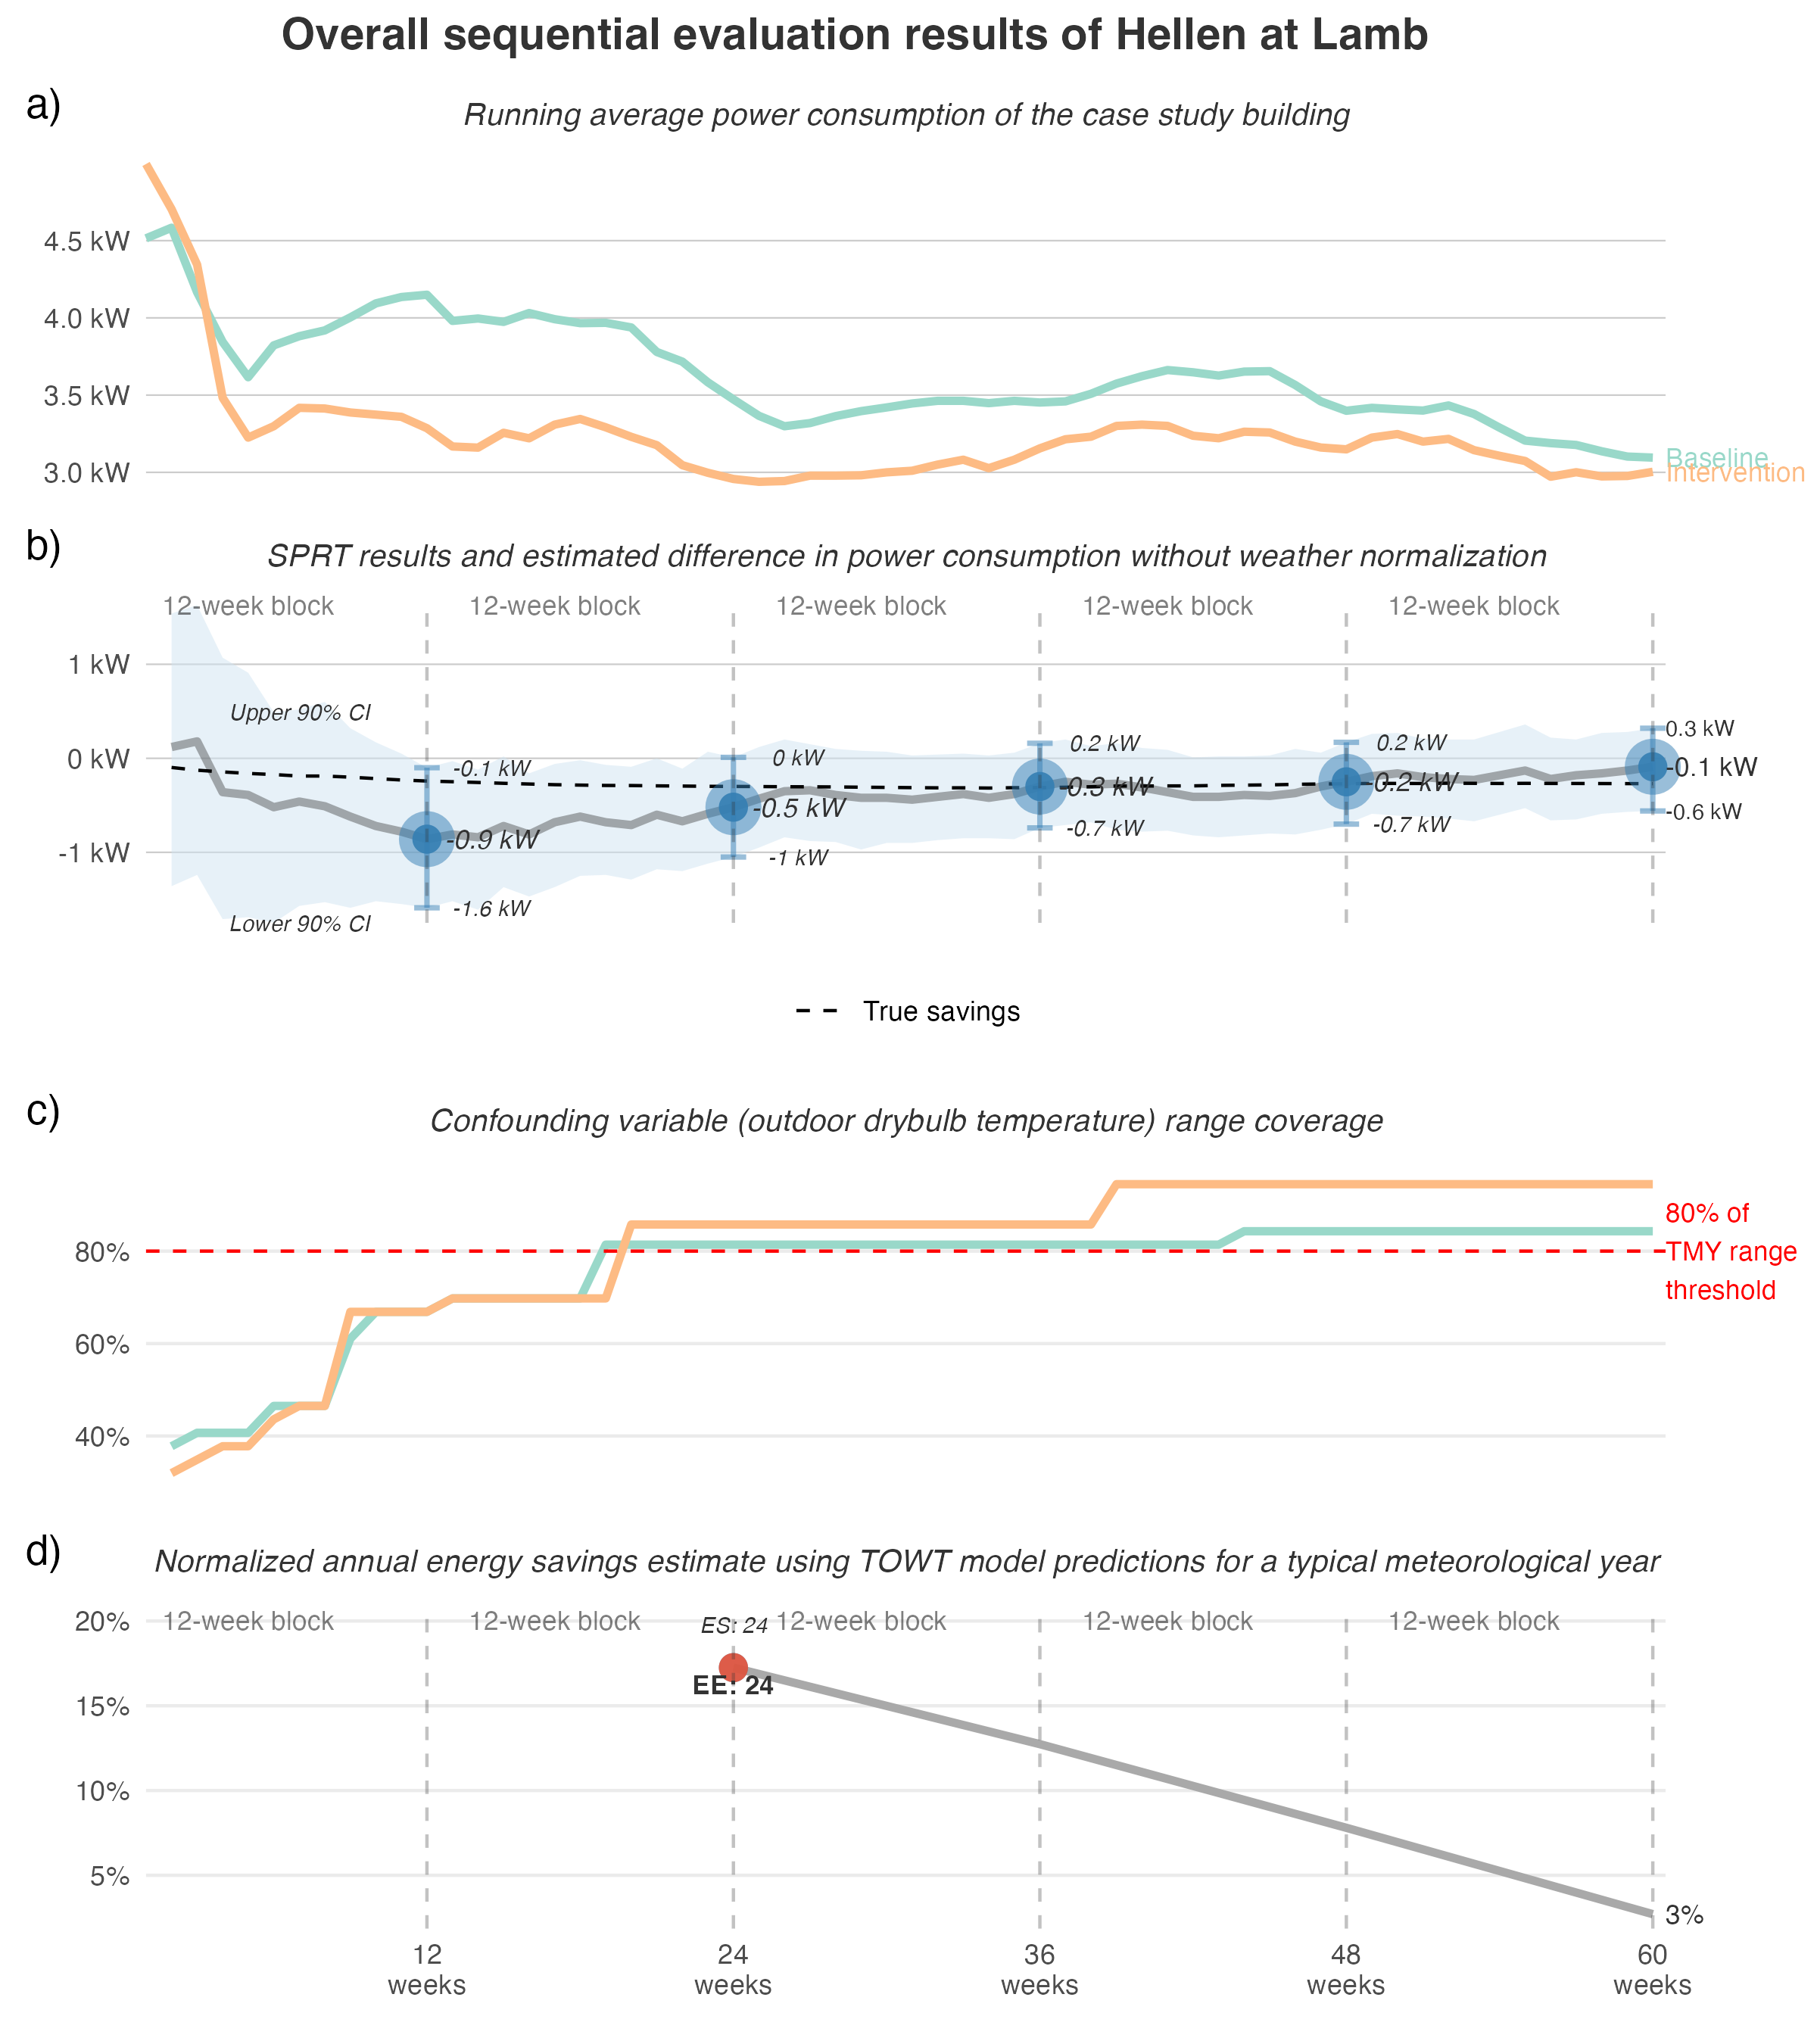 Overall sequential evaluation results of Hellen at Lamb
a)
Running average power consumption of the case study building
4.5 kW
4.0 kW
3.5 kW
3.0 kW
Baseline
Intervention
b)
SPRT results and estimated difference in power consumption without weather normalization
12-week block 12-week block 12-week block 12-week block 12-week block
1 kW
0 kW
-1 kW
Upper 90% CI
Lower 90% CI
-0.1 kW
-0.9 kW
-1.6 kW
0 kW
-0.5 kW
-1 kW
0.2 kW
-0.3 kW
-0.7 kW
0.2 kW
-0.2 kW
-0.7 kW
0.3 kW
-0.1 kW
-0.6 kW
True savings
c)
Confounding variable (outdoor drybulb temperature) range coverage
80%
60%
40%
80% of
TMY range
threshold
d)
Normalized annual energy savings estimate using TOWT model predictions for a typical meteorological year
20%
15%
10%
5%
12-week block 12-week block 12-week block 12-week block 12-week block
ES: 24
EE: 24
3%
12 weeks
24 weeks
36 weeks
48 weeks
60 weeks